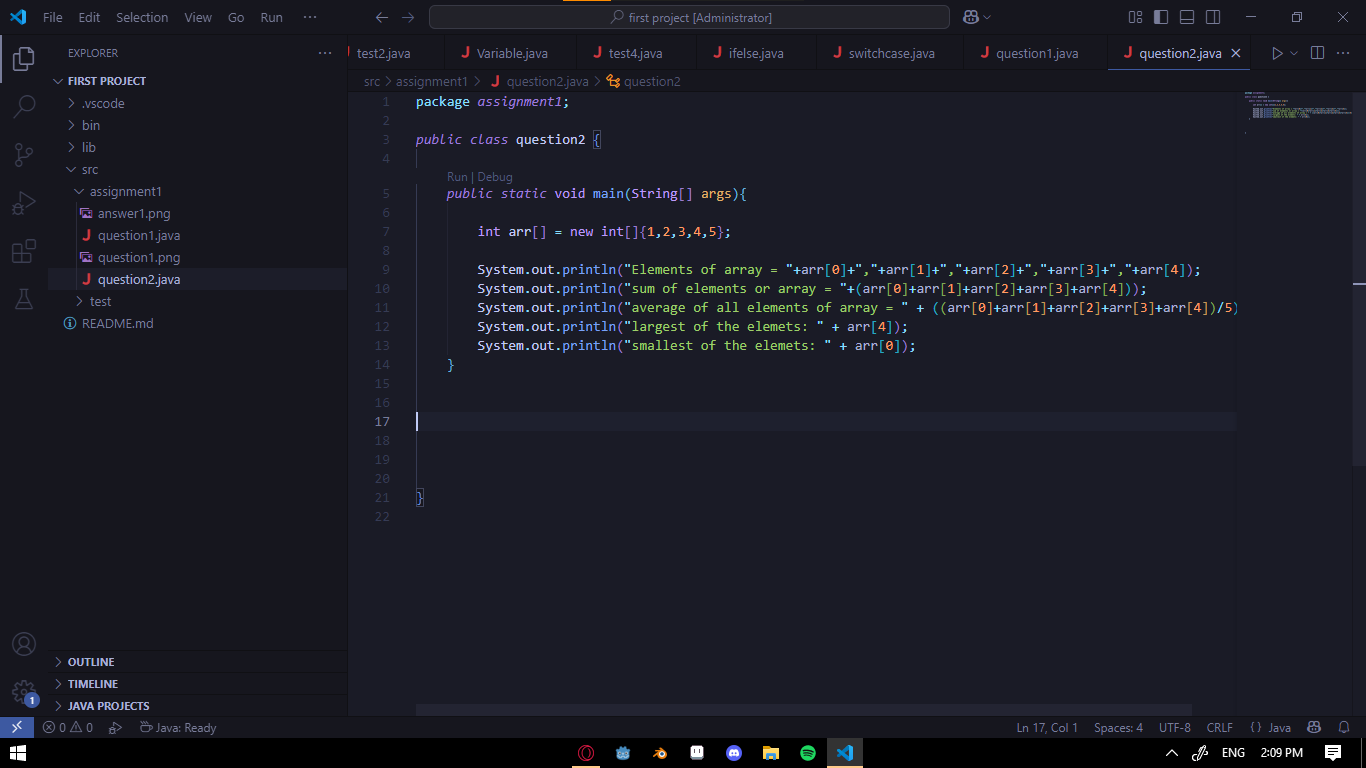 File Edit Selection View Go Run ··· first project [Administrator]
EXPLORER ···
FIRST PROJECT
.vscode
bin
lib
src
assignment1
answer1.png
question1.java
question1.png
question2.java
test
README.md
OUTLINE
TIMELINE
JAVA PROJECTS
1
test2.java Variable.java test4.java ifelse.java switchcase.java question1.java question2.java
src > assignment1 > question2.java > question2
1 package assignment1;
2
3 public class question2 {
4
Run | Debug
5 public static void main(String[] args){
6
7 int arr[] = new int[]{1,2,3,4,5};
8
9 System.out.println("Elements of array = "+arr[0]+","+arr[1]+","+arr[2]+","+arr[3]+","+arr[4]);
10 System.out.println("sum of elements or array = "+(arr[0]+arr[1]+arr[2]+arr[3]+arr[4]));
11 System.out.println("average of all elements of array = " + ((arr[0]+arr[1]+arr[2]+arr[3]+arr[4])/5)
12 System.out.println("largest of the elemets: " + arr[4]);
13 System.out.println("smallest of the elemets: " + arr[0]);
14 }
15
16
17
18
19
20
21 }
22
0 0 Java: Ready Ln 17, Col 1 Spaces: 4 UTF-8 CRLF {} Java
ENG 2:09 PM